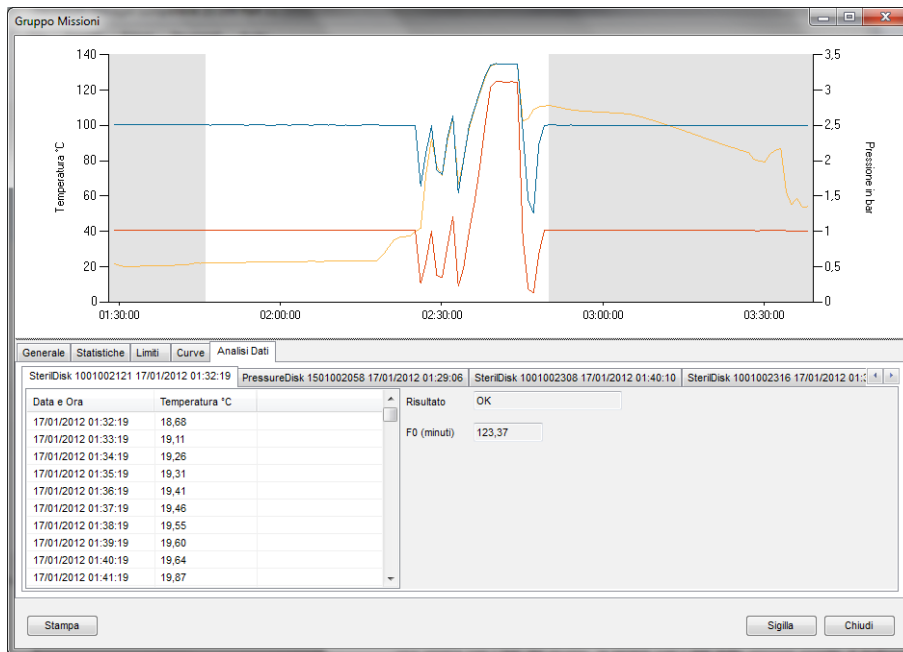 Gruppo Missioni
140 3,5
120 3
100 2,5
80 2
60 1,5
40 1
20 0,5
0 0
Temperatura °C
Pressione in bar
01:30:00 02:00:00 02:30:00 03:00:00 03:30:00
Generale Statistiche Limiti Curve Analisi Dati
SterilDisk 1001002121 17/01/2012 01:32:19 PressureDisk 1501002058 17/01/2012 01:29:06 SterilDisk 1001002308 17/01/2012 01:40:10 SterilDisk 1001002316 17/01/2012 01:
Data e Ora Temperatura °C
17/01/2012 01:32:19 18,68
17/01/2012 01:33:19 19,11
17/01/2012 01:34:19 19,26
17/01/2012 01:35:19 19,31
17/01/2012 01:36:19 19,41
17/01/2012 01:37:19 19,46
17/01/2012 01:38:19 19,55
17/01/2012 01:39:19 19,60
17/01/2012 01:40:19 19,64
17/01/2012 01:41:19 19,87
Risultato OK
F0 (minuti) 123,37
Stampa Sigilla Chiudi